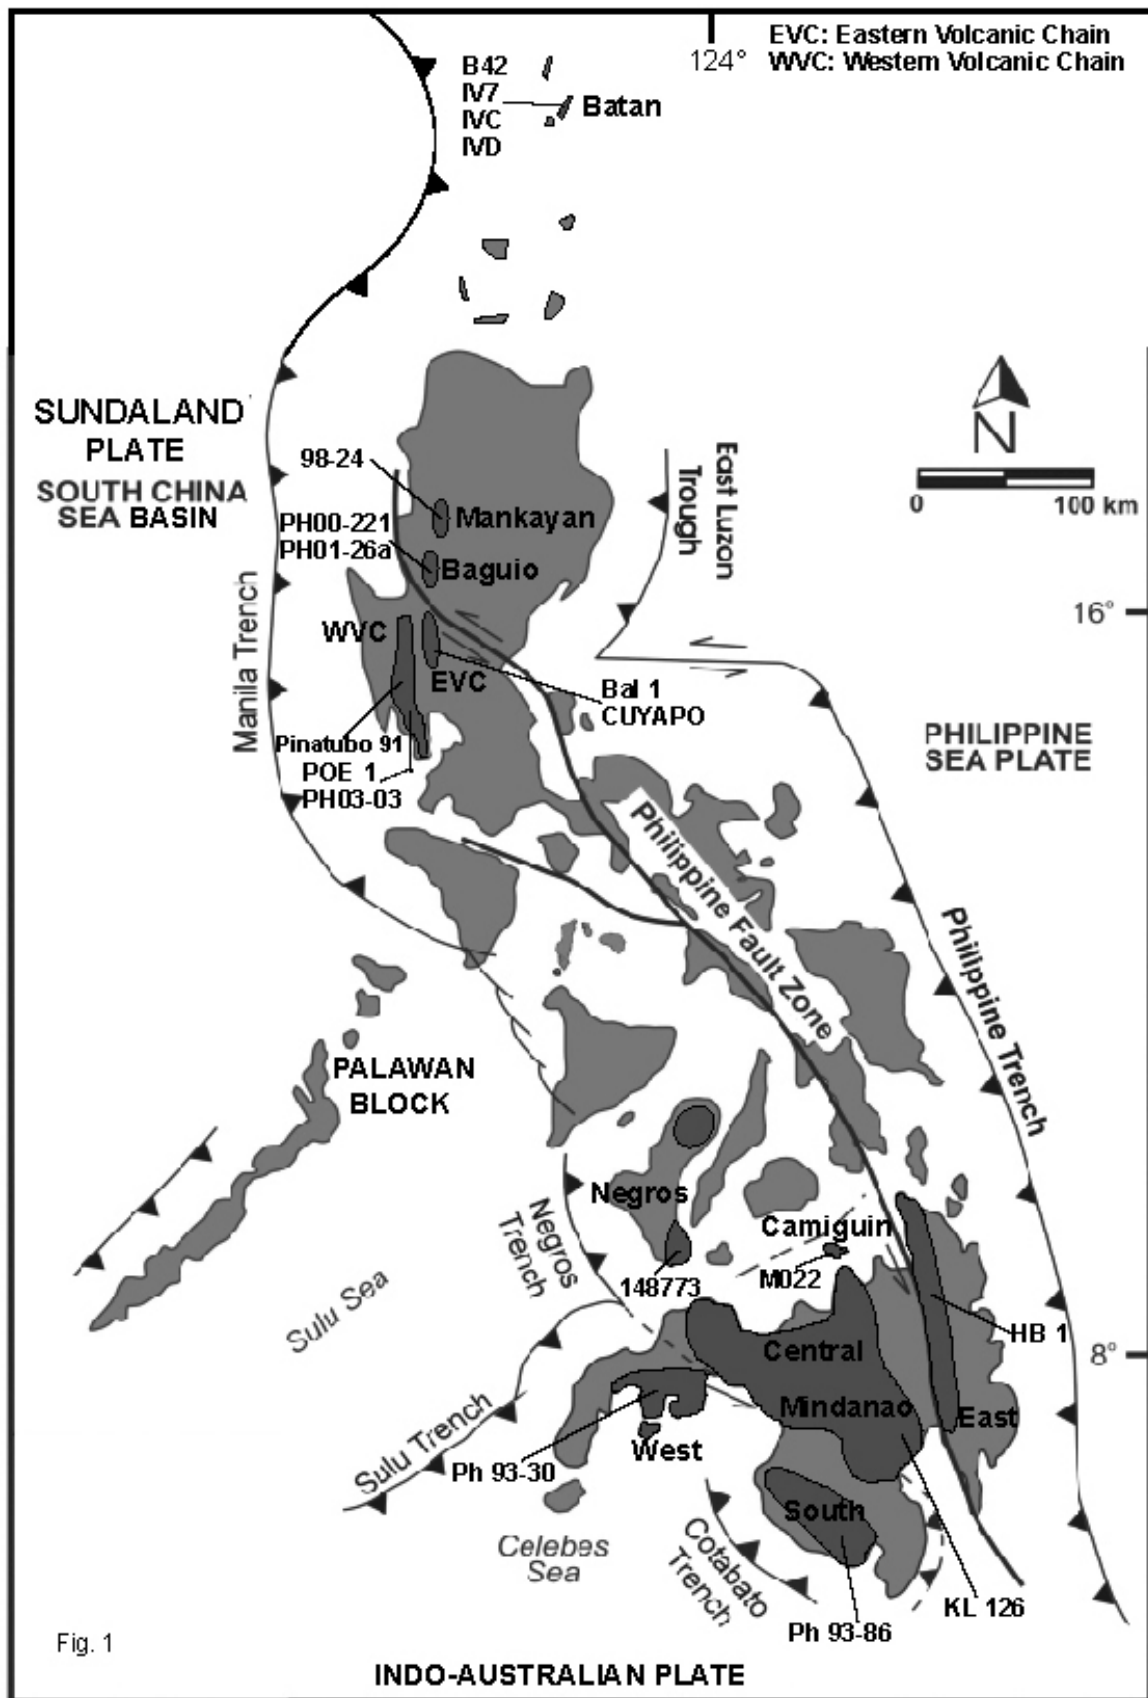 EVC: Eastern Volcanic Chain
124° WVC: Western Volcanic Chain
B42
IV7
IVC
IVD
Batan
SUNDALAND
PLATE
SOUTH CHINA
SEA BASIN
98-24
Mankayan
PH00-221
PH01-26a
Baguio
East Luzon
Trough
N
0 100 km
16°
Manila Trench
WVC
EVC
Bal 1
CUYAPO
Pinatubo 91
POE 1
PH03-03
PHILIPPINE
SEA PLATE
Philippine Fault Zone
Philippine Trench
PALAWAN
BLOCK
Negros
Negros
Trench
Camiguin
148773
M022
Sulu Sea
HB 1
8°
Central
Mindanao
East
Sulu Trench
Ph 93-30
West
South
Celebes
Sea
Cotabato
Trench
KL 126
Ph 93-86
Fig. 1
INDO-AUSTRALIAN PLATE